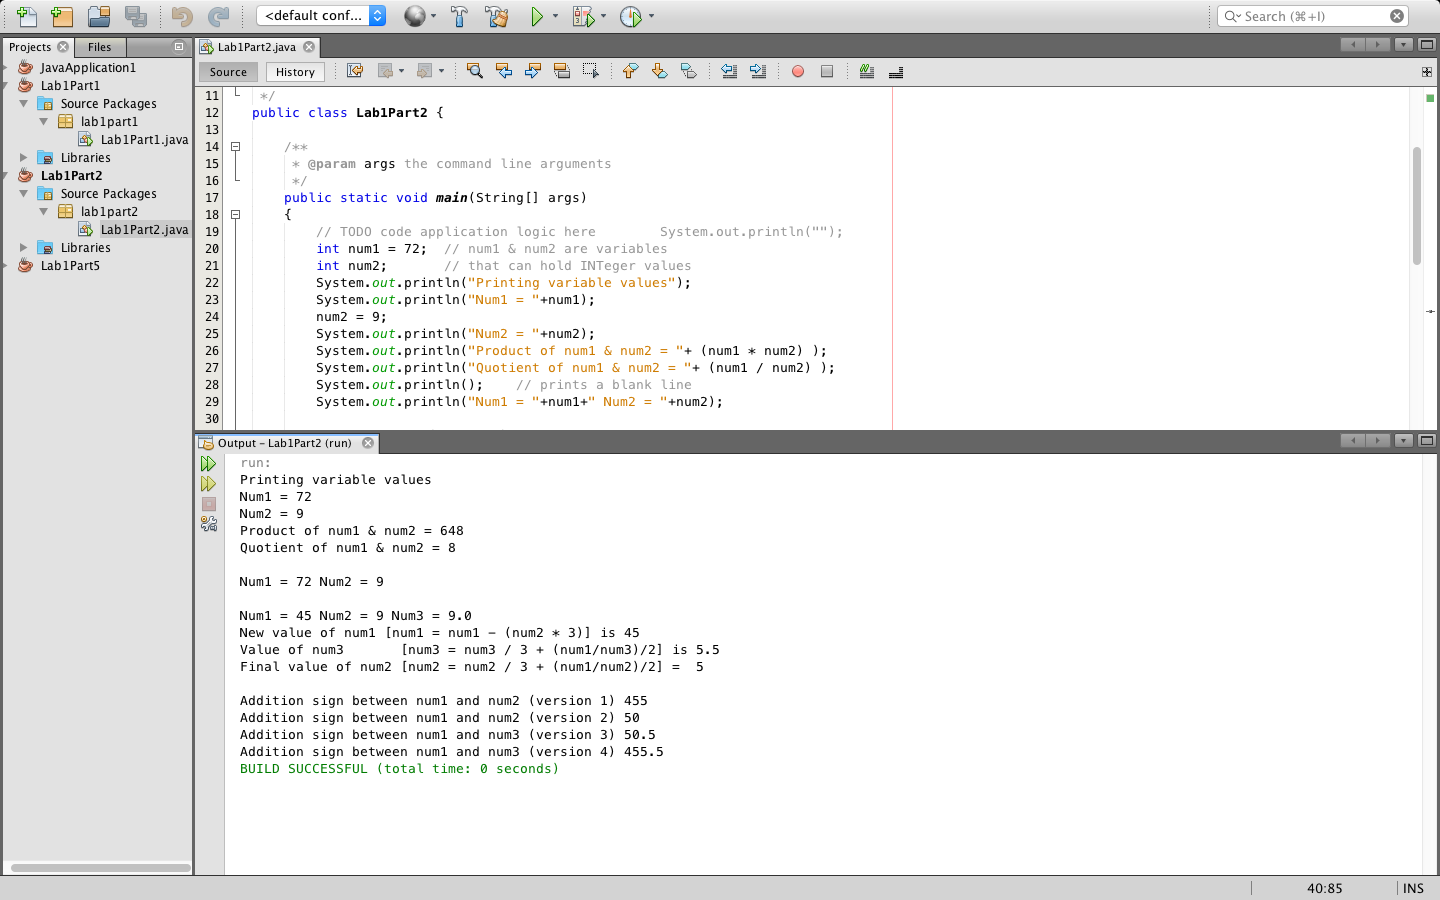 <default conf...
Search (⌘+I)
Projects
Files
JavaApplication1
Lab1Part1
Source Packages
lab1part1
Lab1Part1.java
Libraries
Lab1Part2
Source Packages
lab1part2
Lab1Part2.java
Libraries
Lab1Part5
Lab1Part2.java
Source
History
11 */
12 public class Lab1Part2 {
13
14 /**
15 * @param args the command line arguments
16 */
17 public static void main(String[] args)
18 {
19 // TODO code application logic here        System.out.println("");
20 int num1 = 72;  // num1 & num2 are variables
21 int num2;       // that can hold INTeger values
22 System.out.println("Printing variable values");
23 System.out.println("Num1 = "+num1);
24 num2 = 9;
25 System.out.println("Num2 = "+num2);
26 System.out.println("Product of num1 & num2 = "+ (num1 * num2) );
27 System.out.println("Quotient of num1 & num2 = "+ (num1 / num2) );
28 System.out.println();    // prints a blank line
29 System.out.println("Num1 = "+num1+" Num2 = "+num2);
30
Output – Lab1Part2 (run)
run:
Printing variable values
Num1 = 72
Num2 = 9
Product of num1 & num2 = 648
Quotient of num1 & num2 = 8
Num1 = 72 Num2 = 9
Num1 = 45 Num2 = 9 Num3 = 9.0
New value of num1 [num1 = num1 - (num2 * 3)] is 45
Value of num3       [num3 = num3 / 3 + (num1/num3)/2] is 5.5
Final value of num2 [num2 = num2 / 3 + (num1/num2)/2] =  5
Addition sign between num1 and num2 (version 1) 455
Addition sign between num1 and num2 (version 2) 50
Addition sign between num1 and num3 (version 3) 50.5
Addition sign between num1 and num3 (version 4) 455.5
BUILD SUCCESSFUL (total time: 0 seconds)
40:85
INS